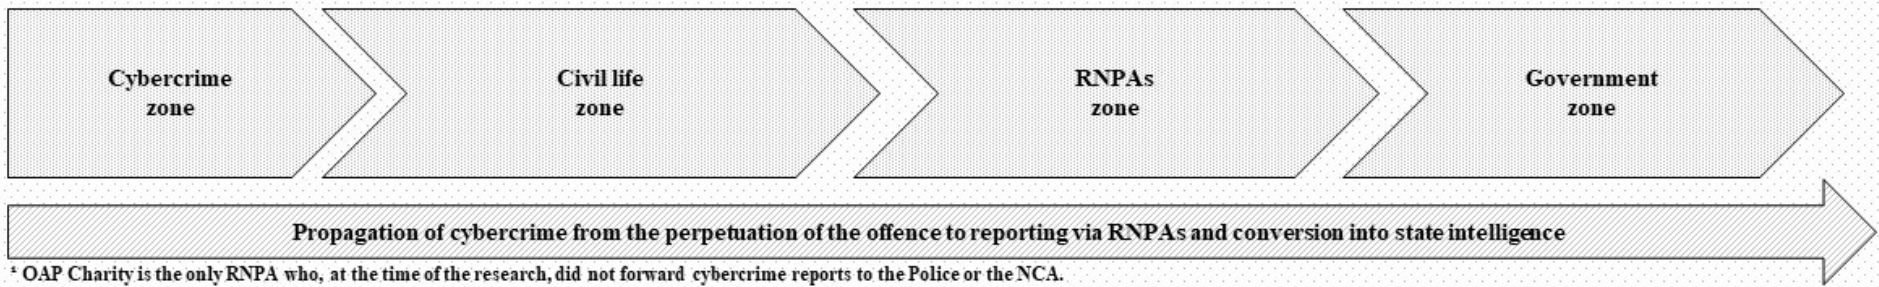 Cybercrime
zone
Civil life
zone
RNPAs
zone
Government
zone
Propagation of cybercrime from the perpetuation of the offence to reporting via RNPAs and conversion into state intelligence
* OAP Charity is the only RNPA who, at the time of the research, did not forward cybercrime reports to the Police or the NCA.